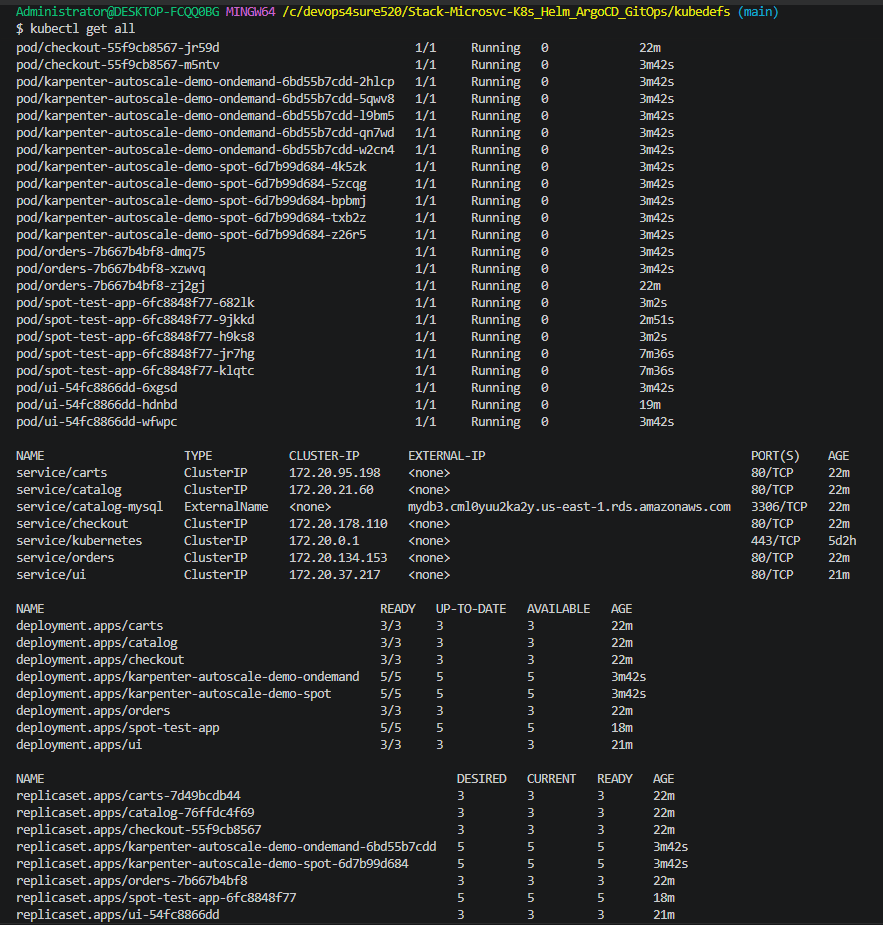 Administrator@DESKTOP-FCQQ0BG MINGW64 /c/devops4sure520/Stack-Microsvc-K8s_Helm_ArgoCD_GitOps/kubedefs (main)
$ kubectl get all
pod/checkout-55f9cb8567-jr59d 1/1 Running 0 22m
pod/checkout-55f9cb8567-m5ntv 1/1 Running 0 3m42s
pod/karpenter-autoscale-demo-ondemand-6bd55b7cdd-2hlcp 1/1 Running 0 3m42s
pod/karpenter-autoscale-demo-ondemand-6bd55b7cdd-5qwv8 1/1 Running 0 3m42s
pod/karpenter-autoscale-demo-ondemand-6bd55b7cdd-l9bm5 1/1 Running 0 3m42s
pod/karpenter-autoscale-demo-ondemand-6bd55b7cdd-qn7wd 1/1 Running 0 3m42s
pod/karpenter-autoscale-demo-ondemand-6bd55b7cdd-w2cn4 1/1 Running 0 3m42s
pod/karpenter-autoscale-demo-spot-6d7b99d684-4k5zk 1/1 Running 0 3m42s
pod/karpenter-autoscale-demo-spot-6d7b99d684-5zcqg 1/1 Running 0 3m42s
pod/karpenter-autoscale-demo-spot-6d7b99d684-bpbmj 1/1 Running 0 3m42s
pod/karpenter-autoscale-demo-spot-6d7b99d684-txb2z 1/1 Running 0 3m42s
pod/karpenter-autoscale-demo-spot-6d7b99d684-z26r5 1/1 Running 0 3m42s
pod/orders-7b667b4bf8-dmq75 1/1 Running 0 3m42s
pod/orders-7b667b4bf8-xzwvq 1/1 Running 0 3m42s
pod/orders-7b667b4bf8-zj2gj 1/1 Running 0 22m
pod/spot-test-app-6fc8848f77-682lk 1/1 Running 0 3m2s
pod/spot-test-app-6fc8848f77-9jkkd 1/1 Running 0 2m51s
pod/spot-test-app-6fc8848f77-h9ks8 1/1 Running 0 3m2s
pod/spot-test-app-6fc8848f77-jr7hg 1/1 Running 0 7m36s
pod/spot-test-app-6fc8848f77-klqtc 1/1 Running 0 7m36s
pod/ui-54fc8866dd-6xgsd 1/1 Running 0 3m42s
pod/ui-54fc8866dd-hdnbd 1/1 Running 0 19m
pod/ui-54fc8866dd-wfwpc 1/1 Running 0 3m42s
NAME TYPE CLUSTER-IP EXTERNAL-IP PORT(S) AGE
service/carts ClusterIP 172.20.95.198 <none> 80/TCP 22m
service/catalog ClusterIP 172.20.21.60 <none> 80/TCP 22m
service/catalog-mysql ExternalName <none> mydb3.cml0yuu2ka2y.us-east-1.rds.amazonaws.com 3306/TCP 22m
service/checkout ClusterIP 172.20.178.110 <none> 80/TCP 22m
service/kubernetes ClusterIP 172.20.0.1 <none> 443/TCP 5d2h
service/orders ClusterIP 172.20.134.153 <none> 80/TCP 22m
service/ui ClusterIP 172.20.37.217 <none> 80/TCP 21m
NAME READY UP-TO-DATE AVAILABLE AGE
deployment.apps/carts 3/3 3 3 22m
deployment.apps/catalog 3/3 3 3 22m
deployment.apps/checkout 3/3 3 3 22m
deployment.apps/karpenter-autoscale-demo-ondemand 5/5 5 5 3m42s
deployment.apps/karpenter-autoscale-demo-spot 5/5 5 5 3m42s
deployment.apps/orders 3/3 3 3 22m
deployment.apps/spot-test-app 5/5 5 5 18m
deployment.apps/ui 3/3 3 3 21m
NAME DESIRED CURRENT READY AGE
replicaset.apps/carts-7d49bcdb44 3 3 3 22m
replicaset.apps/catalog-76ffdc4f69 3 3 3 22m
replicaset.apps/checkout-55f9cb8567 3 3 3 22m
replicaset.apps/karpenter-autoscale-demo-ondemand-6bd55b7cdd 5 5 5 3m42s
replicaset.apps/karpenter-autoscale-demo-spot-6d7b99d684 5 5 5 3m42s
replicaset.apps/orders-7b667b4bf8 3 3 3 22m
replicaset.apps/spot-test-app-6fc8848f77 5 5 5 18m
replicaset.apps/ui-54fc8866dd 3 3 3 21m